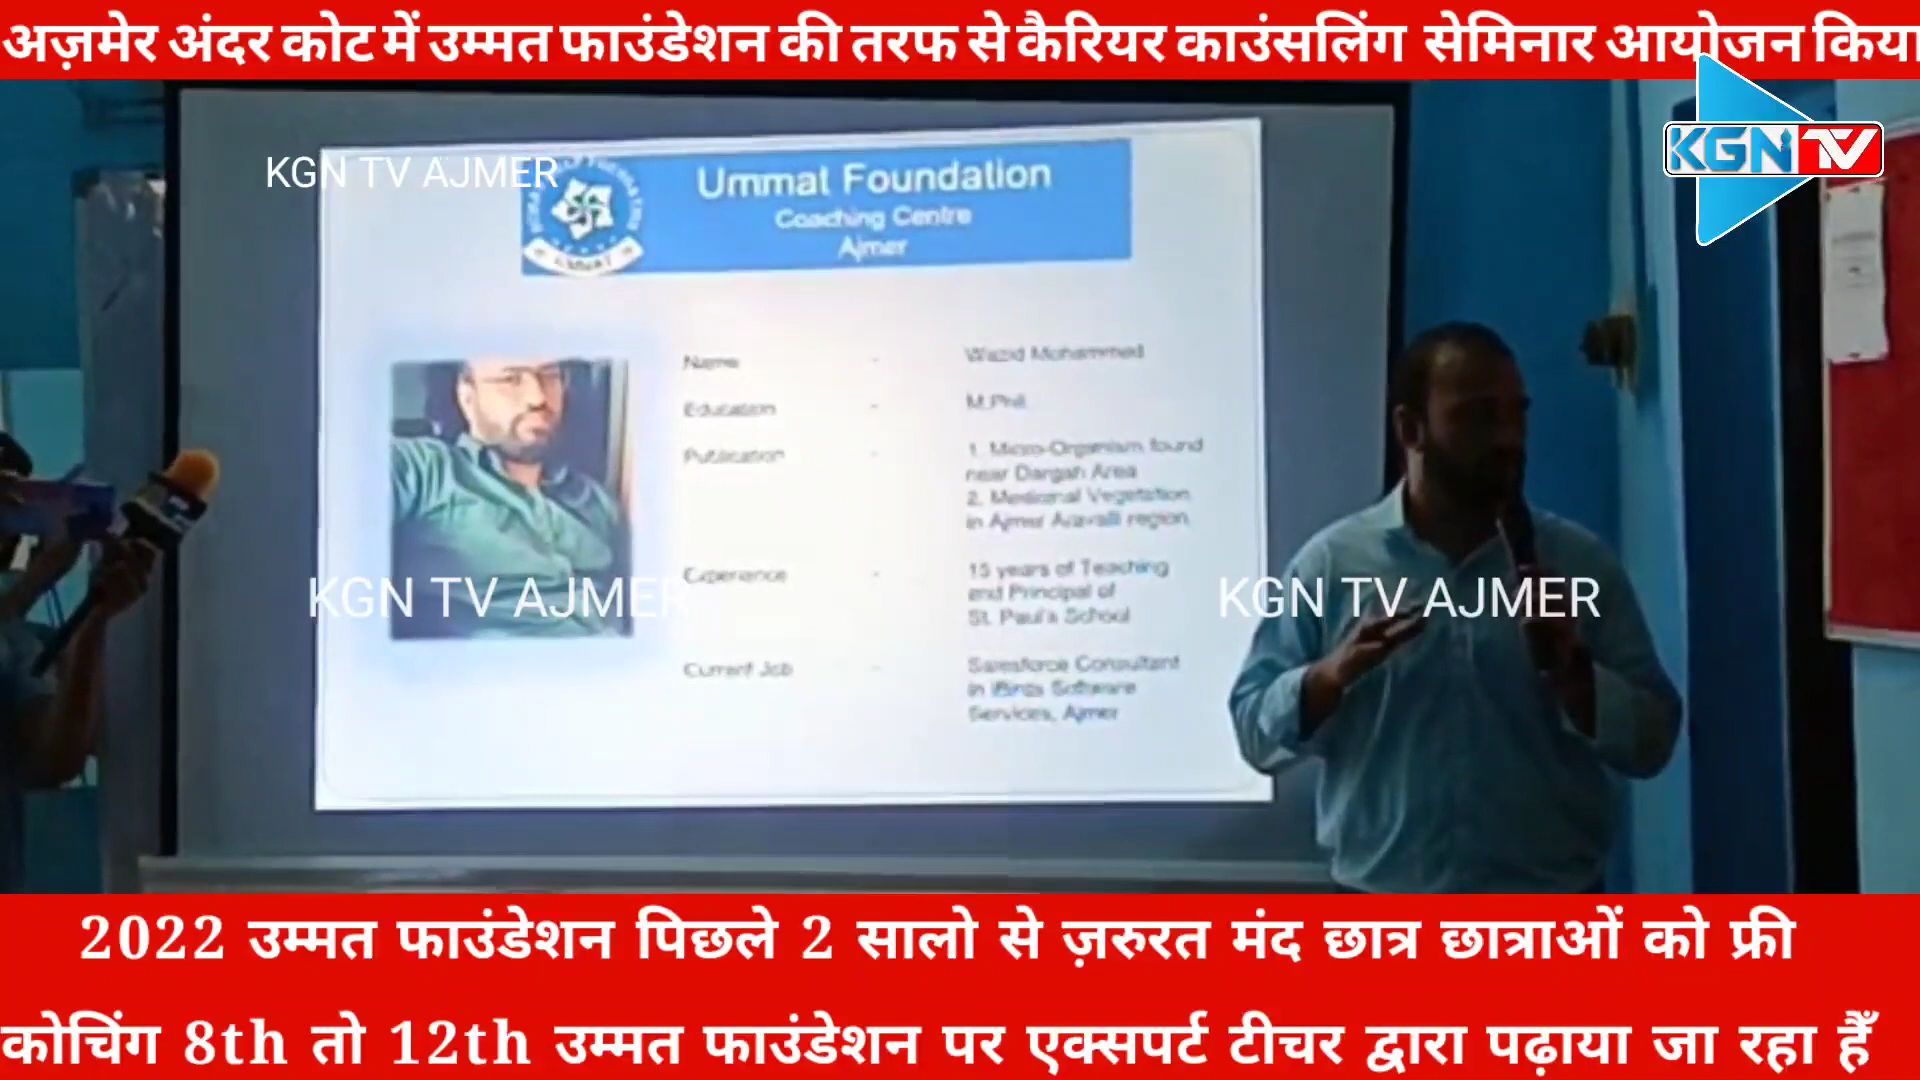 अज़मेर अंदर कोट में उम्मत फाउंडेशन की तरफ से कैरियर काउंसलिंग सेमिनार आयोजन किया
KGN TV
KGN TV AJMER
Ummat Foundation
Coaching Centre
Ajmer
Name - Wazid Mohammed
Education - M.Phil
Publication - 1. Micro-Organism found
near Dargah Area
2. Medicinal Vegetation
in Ajmer Aravalli region
Experience - 15 years of Teaching
and Principal of
St. Paul's School
KGN TV AJMER
KGN TV AJMER
Current Job - Salesforce Consultant
in Software
Services, Ajmer
2022 उम्मत फाउंडेशन पिछले 2 सालो से ज़रुरत मंद छात्र छात्राओं को फ्री
कोचिंग 8th तो 12th उम्मत फाउंडेशन पर एक्सपर्ट टीचर द्वारा पढ़ाया जा रहा हैँ